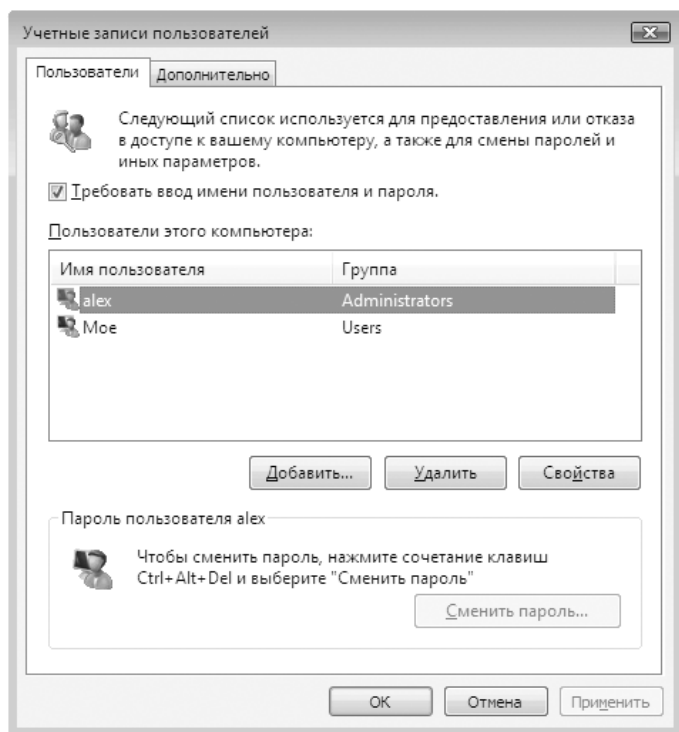 Учетные записи пользователей
Пользователи Дополнительно
Следующий список используется для предоставления или отказа
в доступе к вашему компьютеру, а также для смены паролей и
иных параметров.
Требовать ввод имени пользователя и пароля.
Пользователи этого компьютера:
Имя пользователя Группа
alex Administrators
Moe Users
Добавить... Удалить Свойства
Пароль пользователя alex
Чтобы сменить пароль, нажмите сочетание клавиш
Ctrl+Alt+Del и выберите "Сменить пароль"
Сменить пароль...
OK Отмена Применить